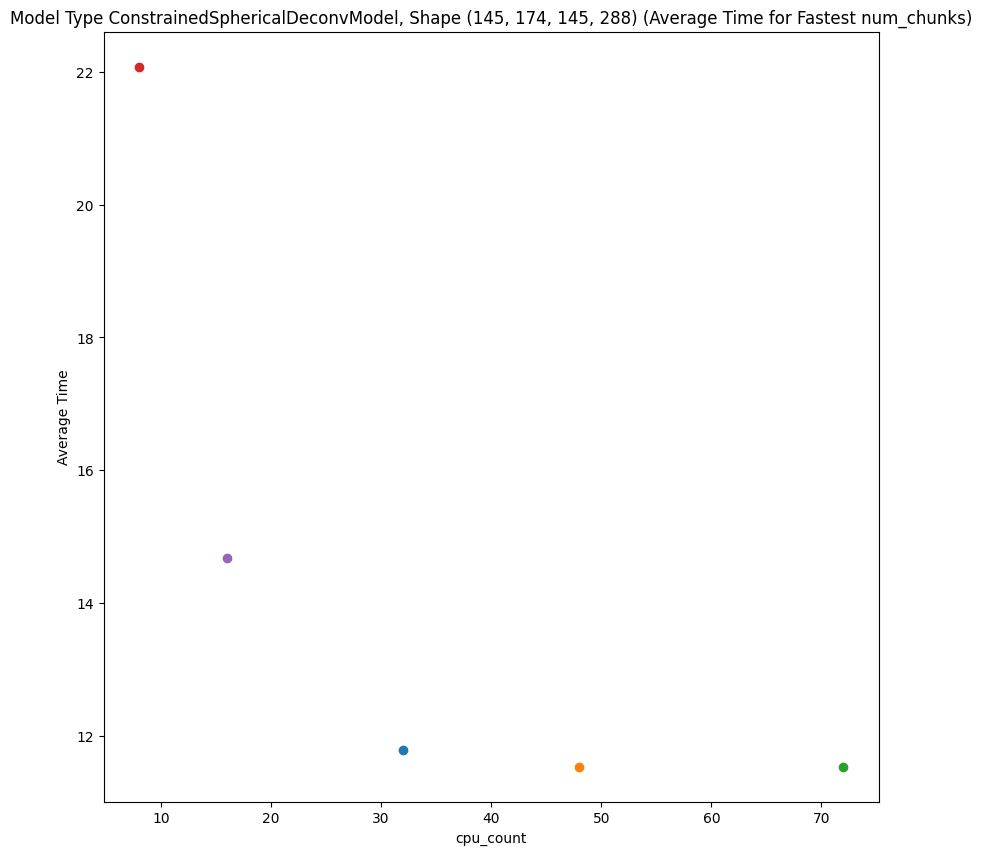 Model Type ConstrainedSphericalDeconvModel, Shape (145, 174, 145, 288) (Average Time for Fastest num_chunks)
22
20
18
16
14
12
Average Time
10 20 30 40 50 60 70
cpu_count